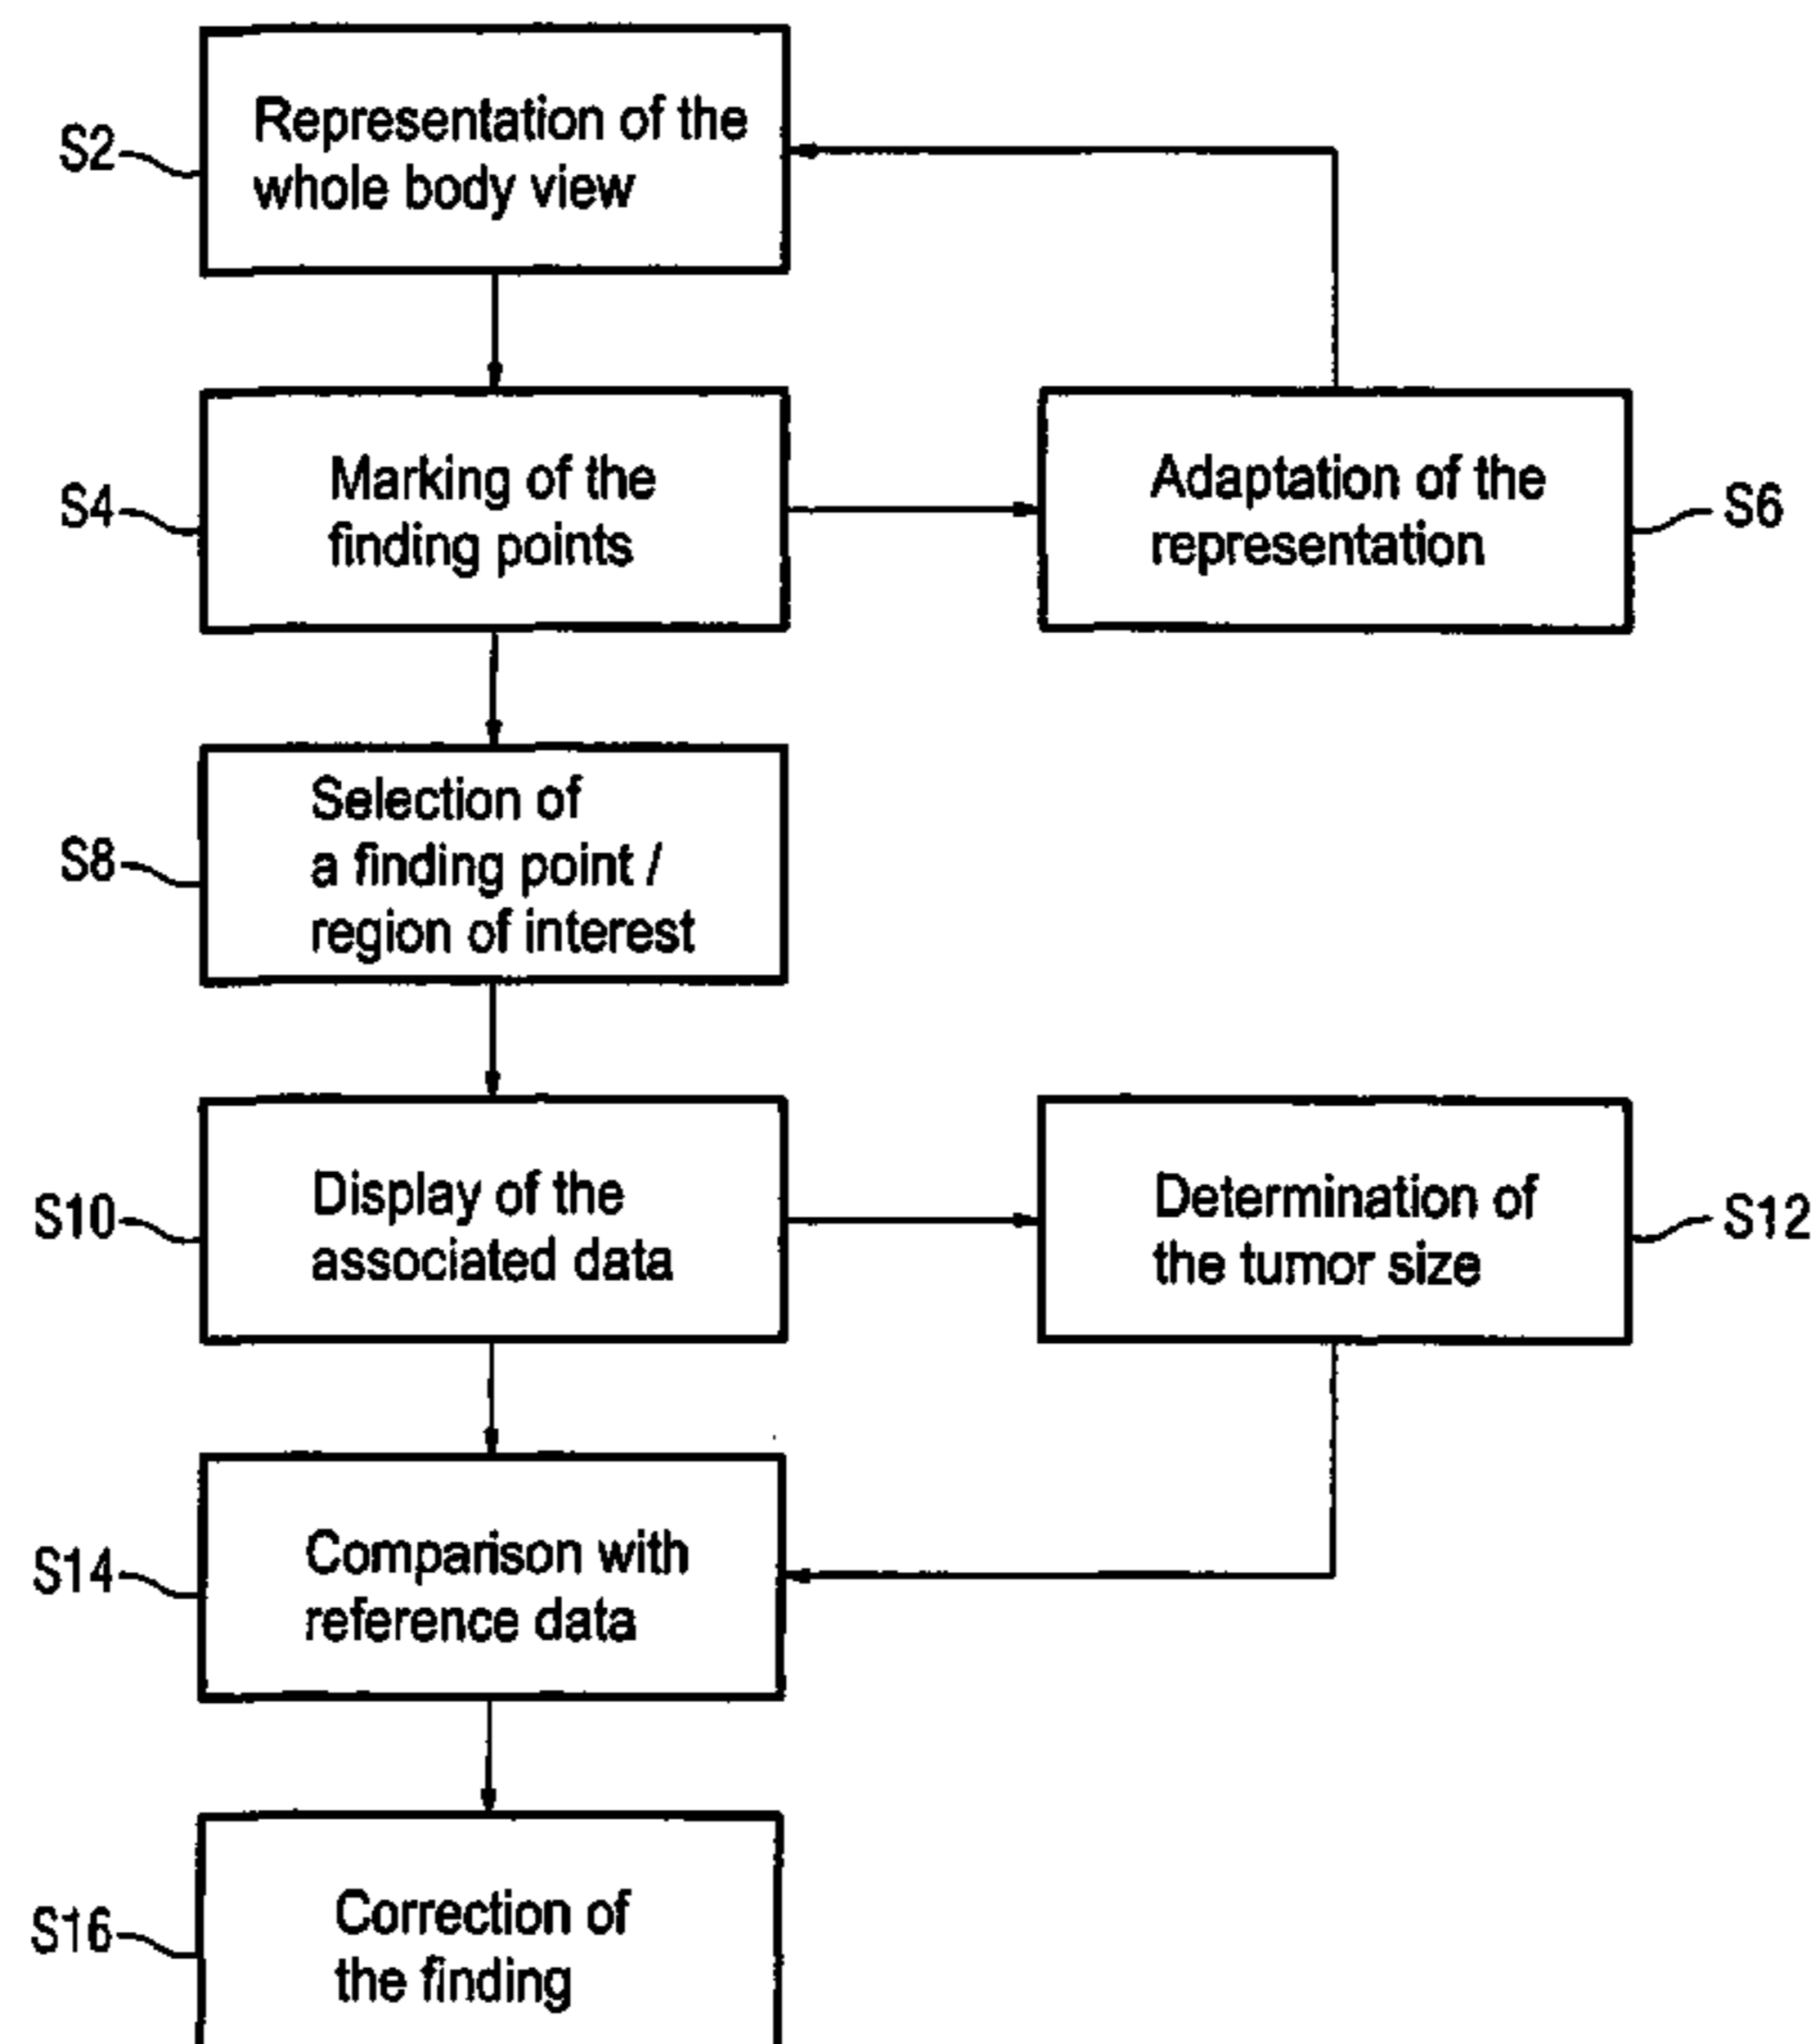 S2
Representation of the
whole body view
S4
Marking of the
finding points
Adaptation of the
representation
S6
S8
Selection of
a finding point /
region of interest
S10
Display of the
associated data
Determination of
the tumor size
S12
S14
Comparison with
reference data
S16
Correction of
the finding